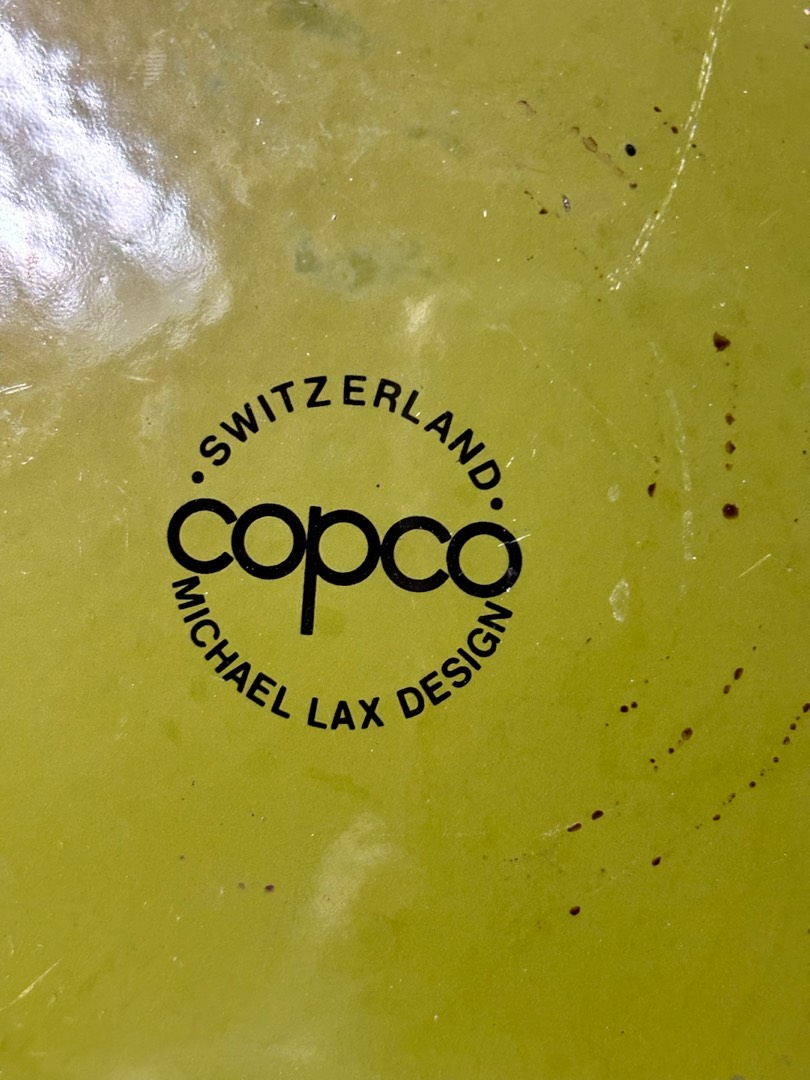 • SWITZERLAND •
copco
MICHAEL LAX DESIGN